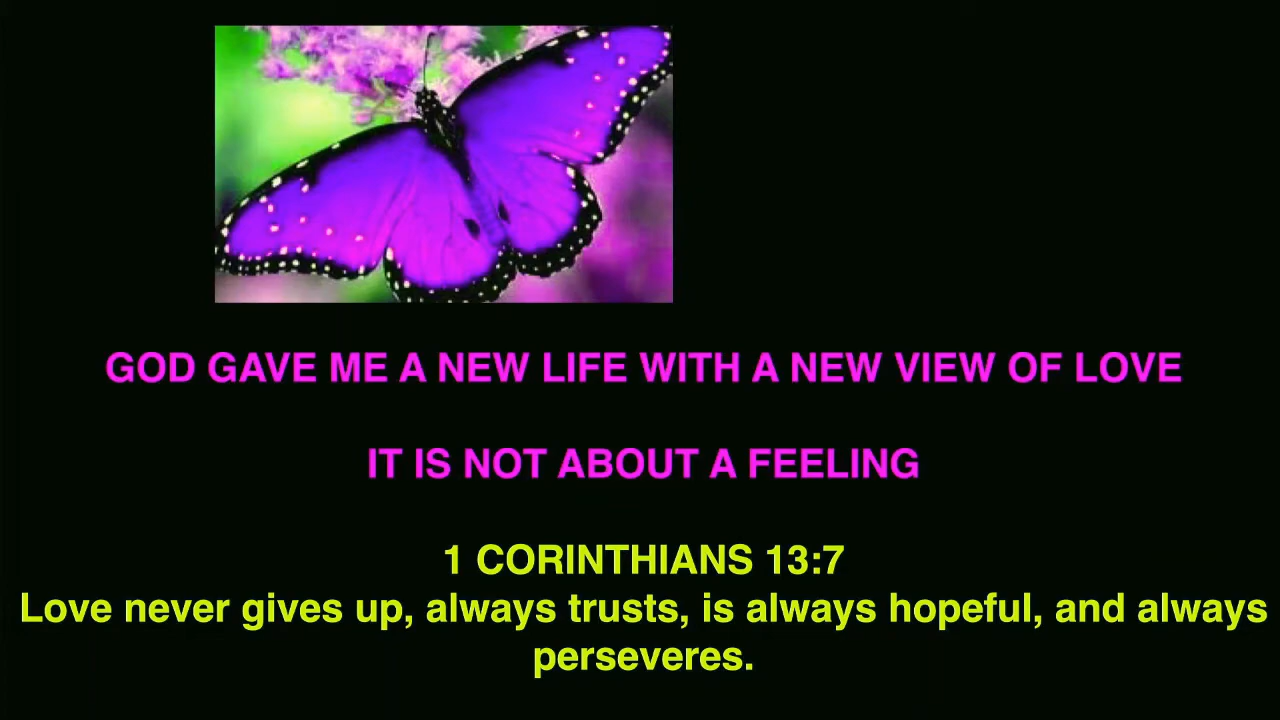 GOD GAVE ME A NEW LIFE WITH A NEW VIEW OF LOVE
IT IS NOT ABOUT A FEELING
1 CORINTHIANS 13:7
Love never gives up, always trusts, is always hopeful, and always
perseveres.